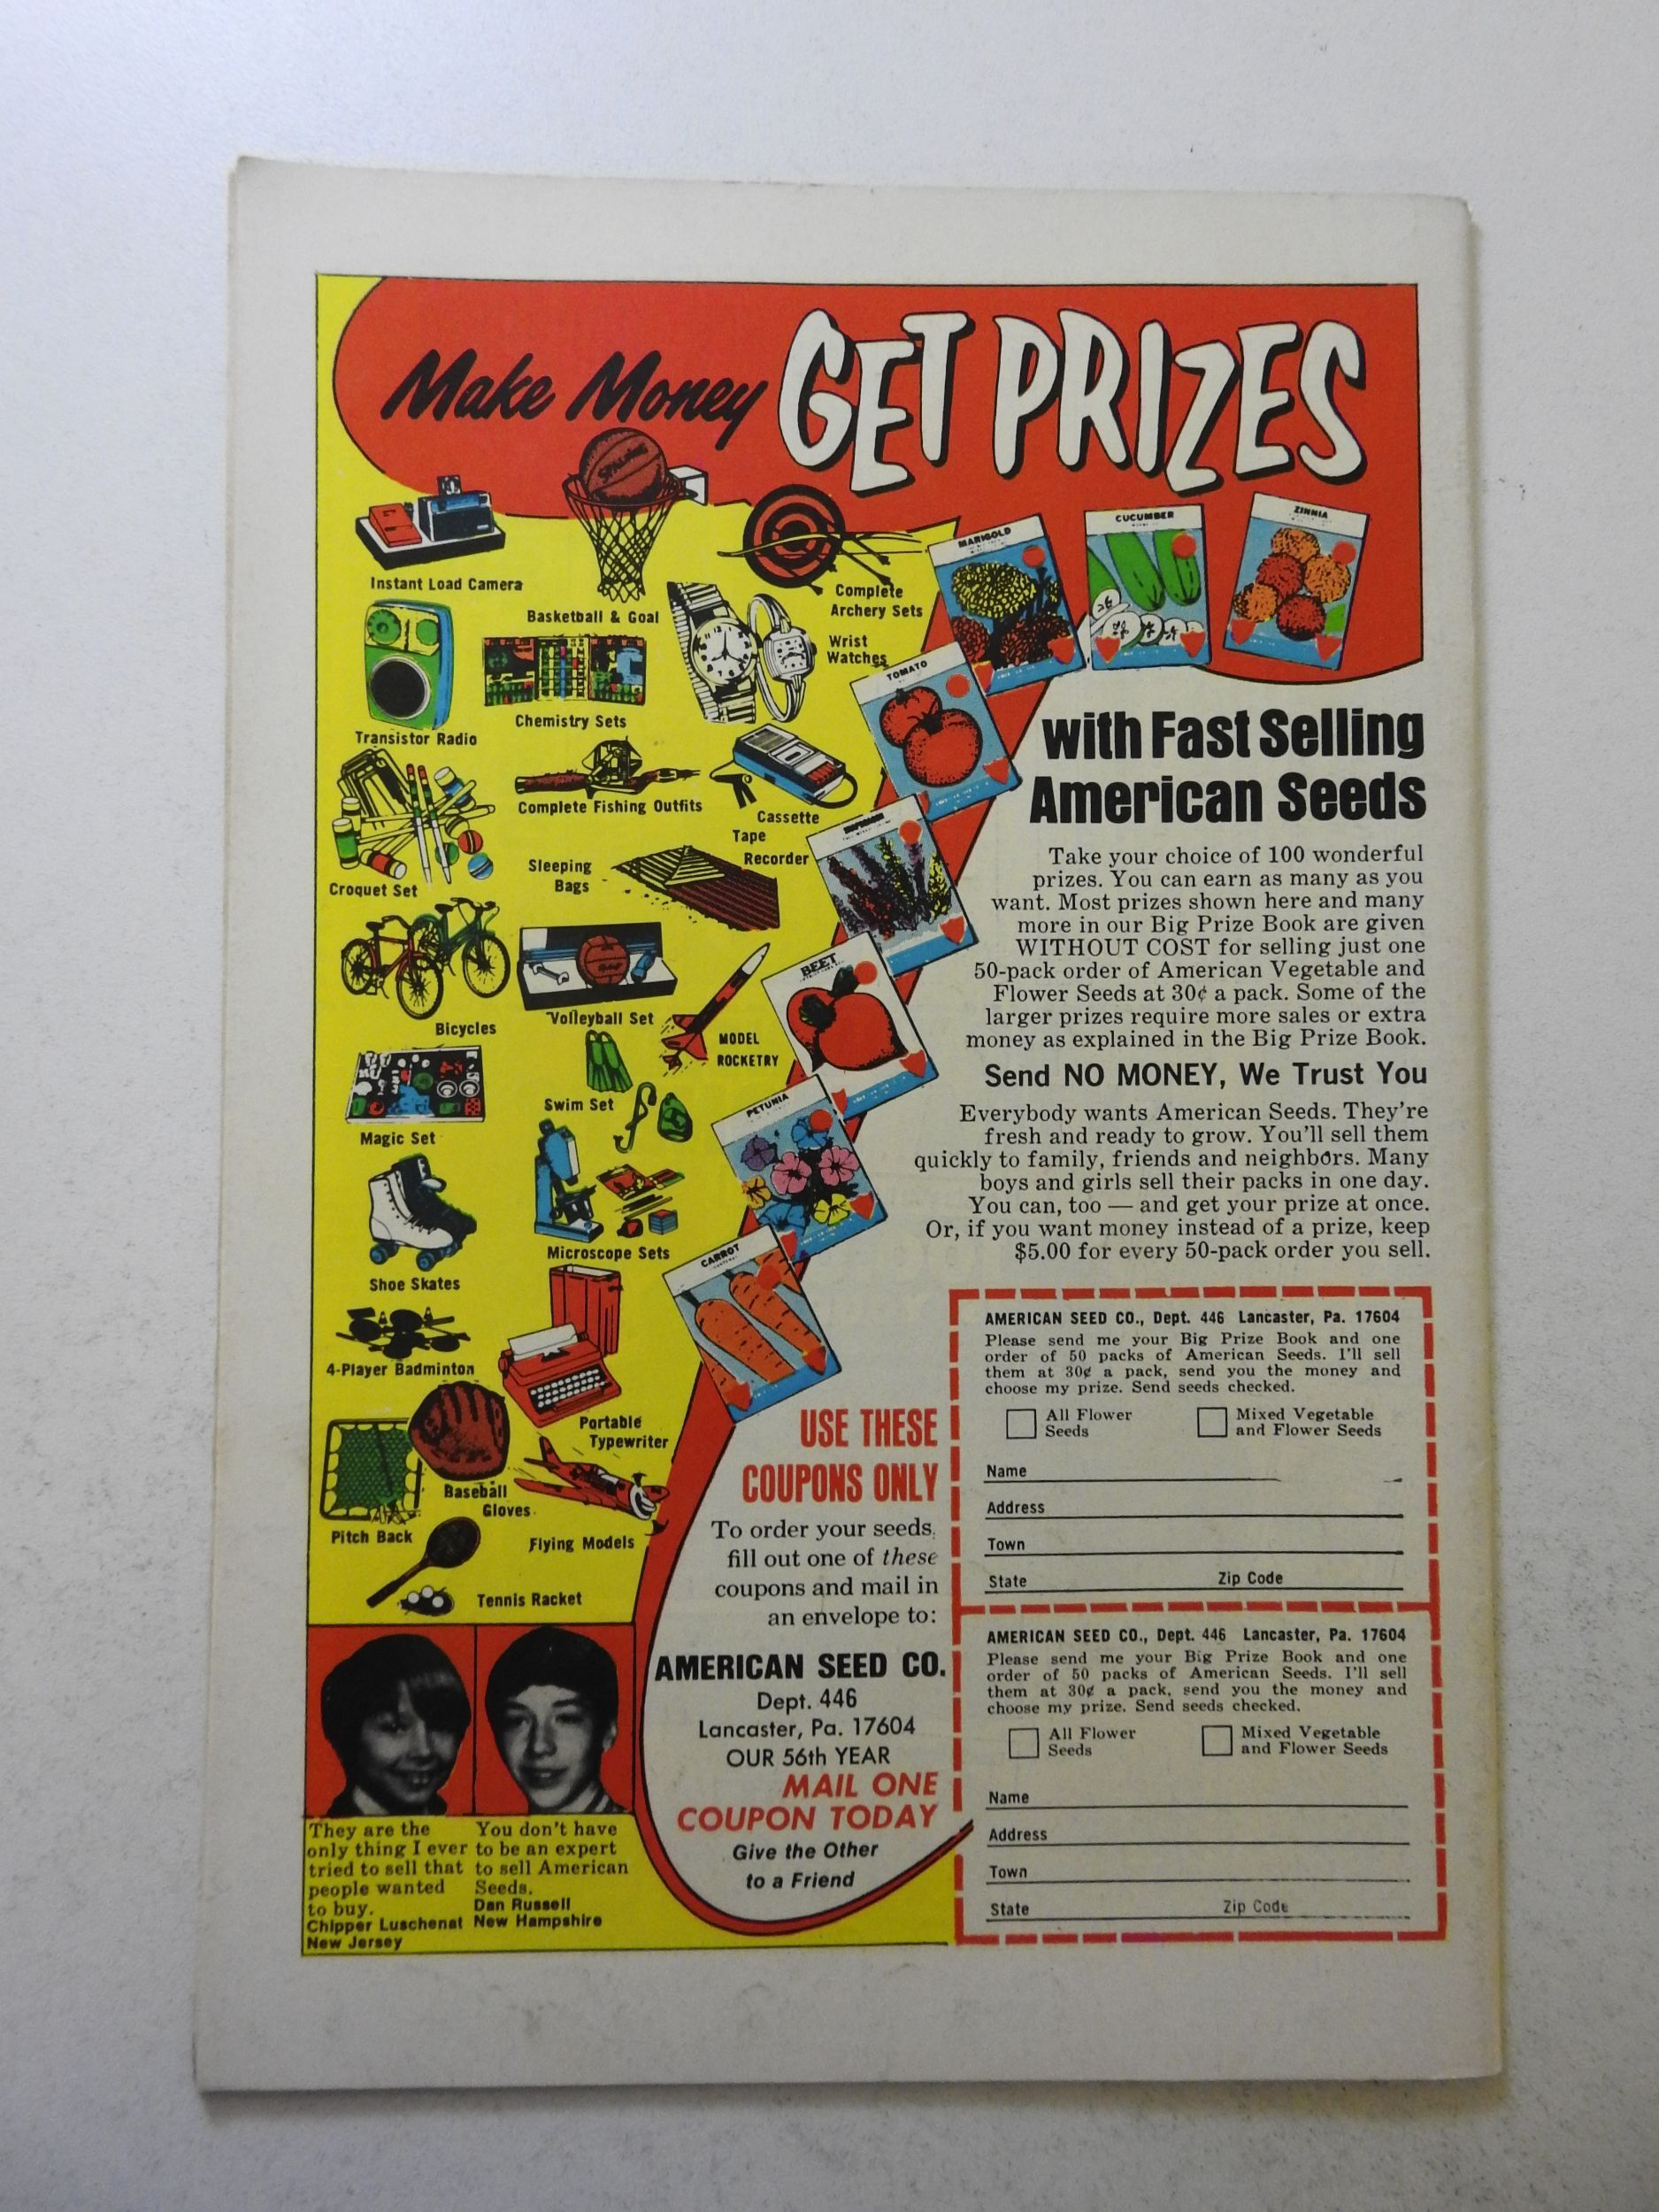 Make Money GET PRIZES
SPALDING
Instant Load Camera
Basketball & Goal
Complete
Archery Sets
Wrist
Watches
Transistor Radio
Chemistry Sets
Complete Fishing Outfits
Cassette
Tape
Recorder
Croquet Set
Sleeping
Bags
Bicycles
Volleyball Set
MODEL
ROCKETRY
Swim Set
Magic Set
Microscope Sets
Shoe Skates
4-Player Badminton
Portable
Typewriter
Baseball
Gloves
Pitch Back
Flying Models
Tennis Racket
MARIGOLD
CUCUMBER
ZINNIA
TOMATO
BEET
PETUNIA
CARROT
with Fast Selling
American Seeds
Take your choice of 100 wonderful
prizes. You can earn as many as you
want. Most prizes shown here and many
more in our Big Prize Book are given
WITHOUT COST for selling just one
50-pack order of American Vegetable and
Flower Seeds at 30¢ a pack. Some of the
larger prizes require more sales or extra
money as explained in the Big Prize Book.
Send NO MONEY, We Trust You
Everybody wants American Seeds. They're
fresh and ready to grow. You'll sell them
quickly to family, friends and neighbors. Many
boys and girls sell their packs in one day.
You can, too — and get your prize at once.
Or, if you want money instead of a prize, keep
$5.00 for every 50-pack order you sell.
USE THESE
COUPONS ONLY
To order your seeds,
fill out one of these
coupons and mail in
an envelope to:
AMERICAN SEED CO.
Dept. 446
Lancaster, Pa. 17604
OUR 56th YEAR
MAIL ONE
COUPON TODAY
Give the Other
to a Friend
AMERICAN SEED CO., Dept. 446 Lancaster, Pa. 17604
Please send me your Big Prize Book and one
order of 50 packs of American Seeds. I'll sell
them at 30¢ a pack, send you the money and
choose my prize. Send seeds checked.
All Flower
Seeds
Mixed Vegetable
and Flower Seeds
Name
Address
Town
State Zip Code
AMERICAN SEED CO., Dept. 446 Lancaster, Pa. 17604
Please send me your Big Prize Book and one
order of 50 packs of American Seeds. I'll sell
them at 30¢ a pack, send you the money and
choose my prize. Send seeds checked.
All Flower
Seeds
Mixed Vegetable
and Flower Seeds
Name
Address
Town
State Zip Code
They are the
only thing I ever
tried to sell that
people wanted
to buy.
Chipper Luschenat
New Jersey
You don't have
to be an expert
to sell American
Seeds.
Dan Russell
New Hampshire